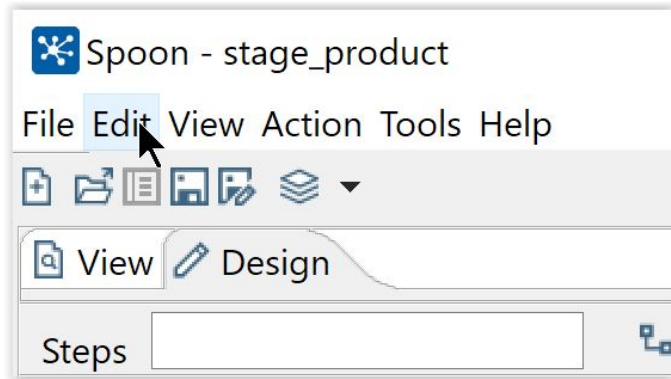 Spoon - stage_product
File Edit View Action Tools Help
View Design
Steps